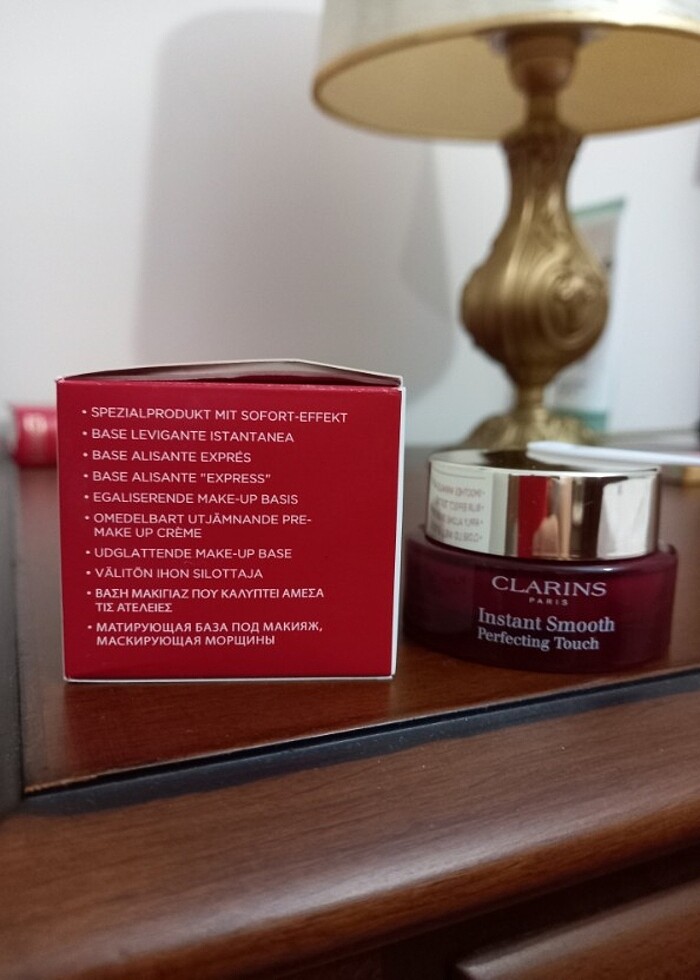 • SPEZIALPRODUKT MIT SOFORT-EFFEKT
• BASE LEVIGANTE ISTANTANEA
• BASE ALISANTE EXPRÉS
• BASE ALISANTE "EXPRESS"
• EGALISERENDE MAKE-UP BASIS
• OMEDELBART UTJÄMNANDE PRE-
MAKE UP CRÈME
• UDGLATTENDE MAKE-UP BASE
• VÄLITÖN IHON SILOTTAJA
• ΒΑΣΗ ΜΑΚΙΓΙΑΖ ΠΟΥ ΚΑΛΥΠΤΕΙ ΑΜΕΣΑ
ΤΙΣ ΑΤΕΛΕΙΕΣ
• МАТИРУЮЩАЯ БАЗА ПОД МАКИЯЖ,
МАСКИРУЮЩАЯ МОРЩИНЫ
CLARINS
PARIS
Instant Smooth
Perfecting Touch